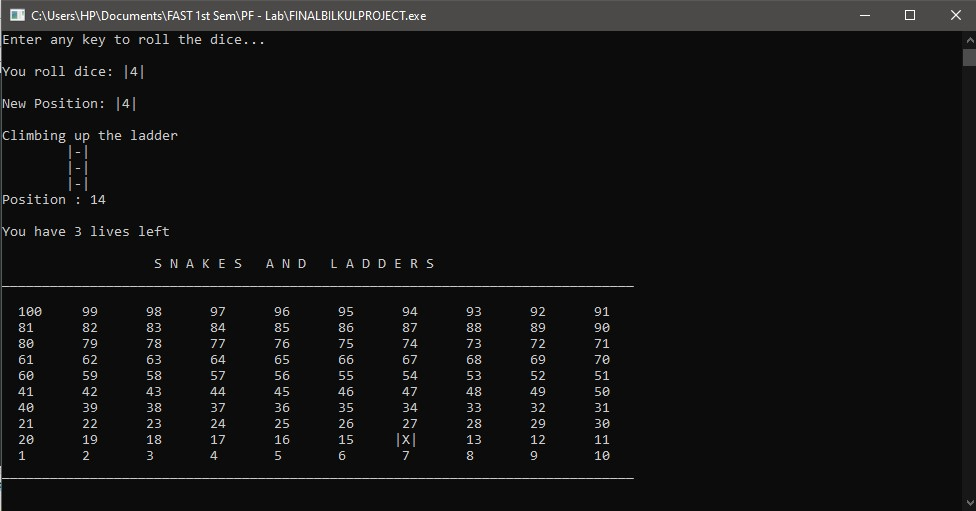 C:\Users\HP\Documents\FAST 1st Sem\PF - Lab\FINALBILKULPROJECT.exe
Enter any key to roll the dice...
You roll dice: |4|
New Position: |4|
Climbing up the ladder
|-|
|-|
|-|
Position : 14
You have 3 lives left
S N A K E S   A N D   L A D D E R S
100 99 98 97 96 95 94 93 92 91
81 82 83 84 85 86 87 88 89 90
80 79 78 77 76 75 74 73 72 71
61 62 63 64 65 66 67 68 69 70
60 59 58 57 56 55 54 53 52 51
41 42 43 44 45 46 47 48 49 50
40 39 38 37 36 35 34 33 32 31
21 22 23 24 25 26 27 28 29 30
20 19 18 17 16 15 |X| 13 12 11
1 2 3 4 5 6 7 8 9 10